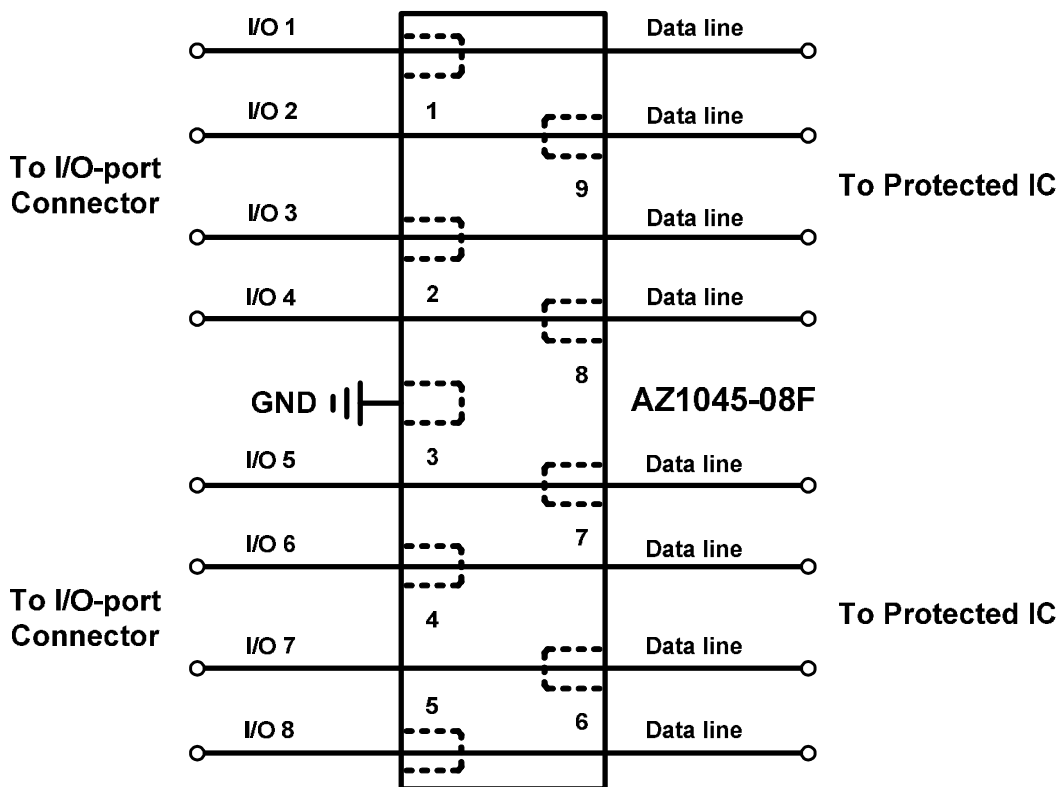 I/O 1
Data line
1
I/O 2
Data line
To I/O-port
Connector
To Protected IC
9
I/O 3
Data line
2
I/O 4
Data line
8
GND
AZ1045-08F
3
I/O 5
Data line
7
I/O 6
Data line
To I/O-port
Connector
To Protected IC
4
I/O 7
Data line
5
6
I/O 8
Data line